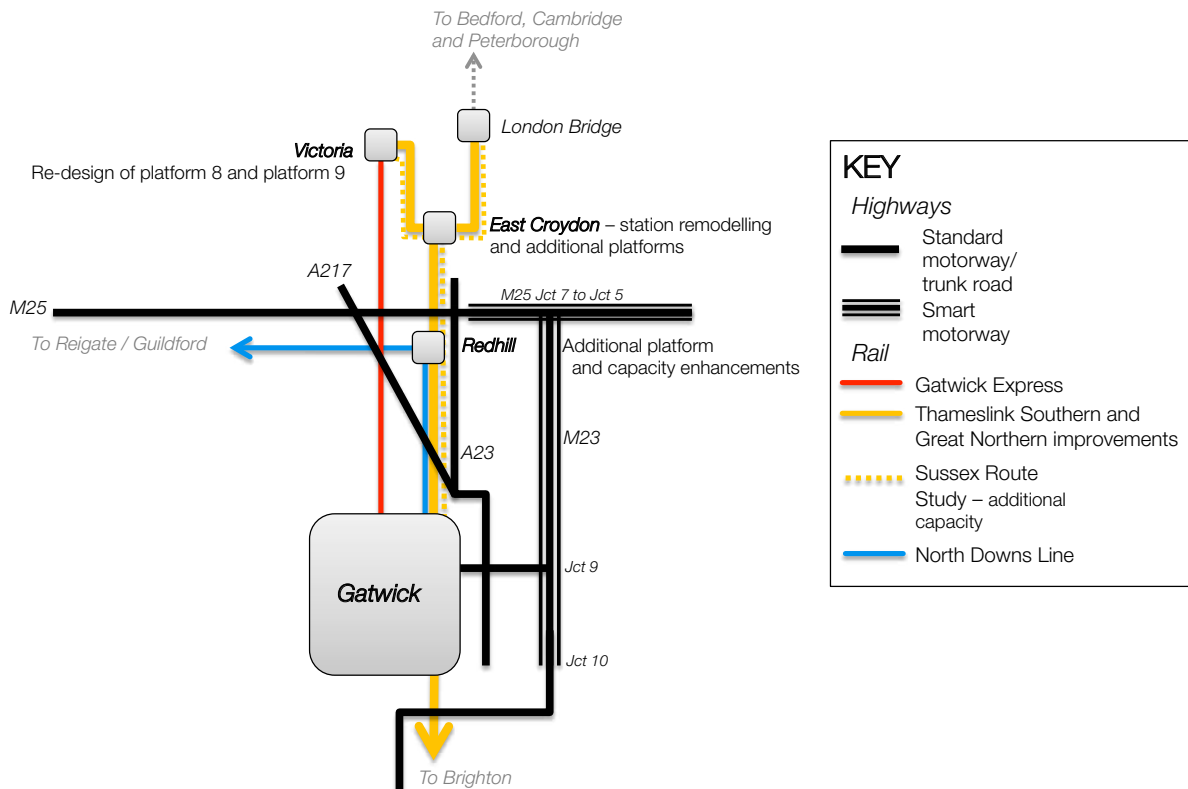 To Bedford, Cambridge
and Peterborough
London Bridge
Victoria
Re-design of platform 8 and platform 9
East Croydon – station remodelling
and additional platforms
A217
M25
M25 Jct 7 to Jct 5
To Reigate / Guildford
Redhill
Additional platform
and capacity enhancements
A23
M23
Gatwick
Jct 9
Jct 10
To Brighton
KEY
Highways
Standard
motorway/
trunk road
Smart
motorway
Rail
Gatwick Express
Thameslink Southern and
Great Northern improvements
Sussex Route
Study – additional
capacity
North Downs Line